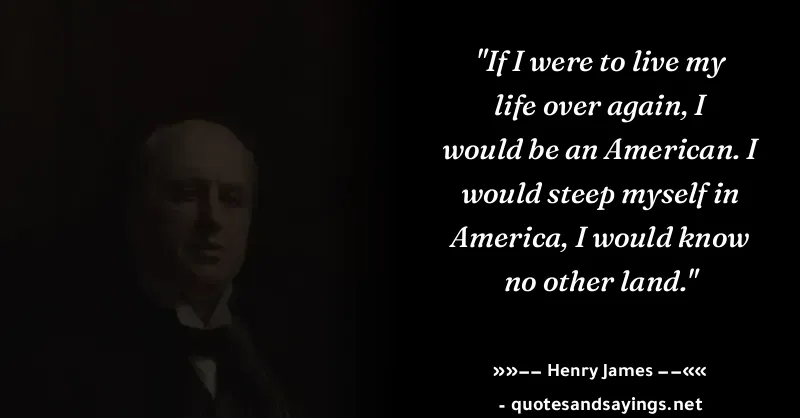 "If I were to live my
life over again, I
would be an American. I
would steep myself in
America, I would know
no other land."
»»−− Henry James −−««
- quotesandsayings.net